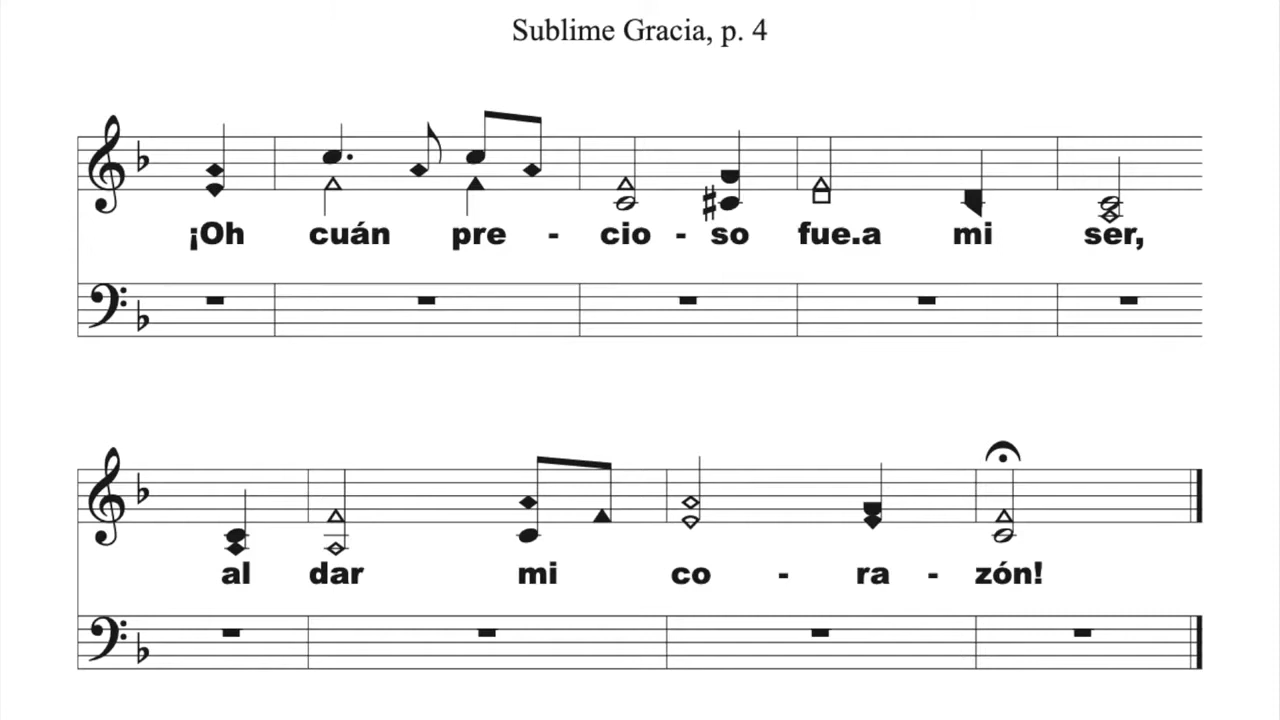 Sublime Gracia, p. 4
¡Oh cuán pre - cio - so fue.a mi ser,
al dar mi co - ra - zón!